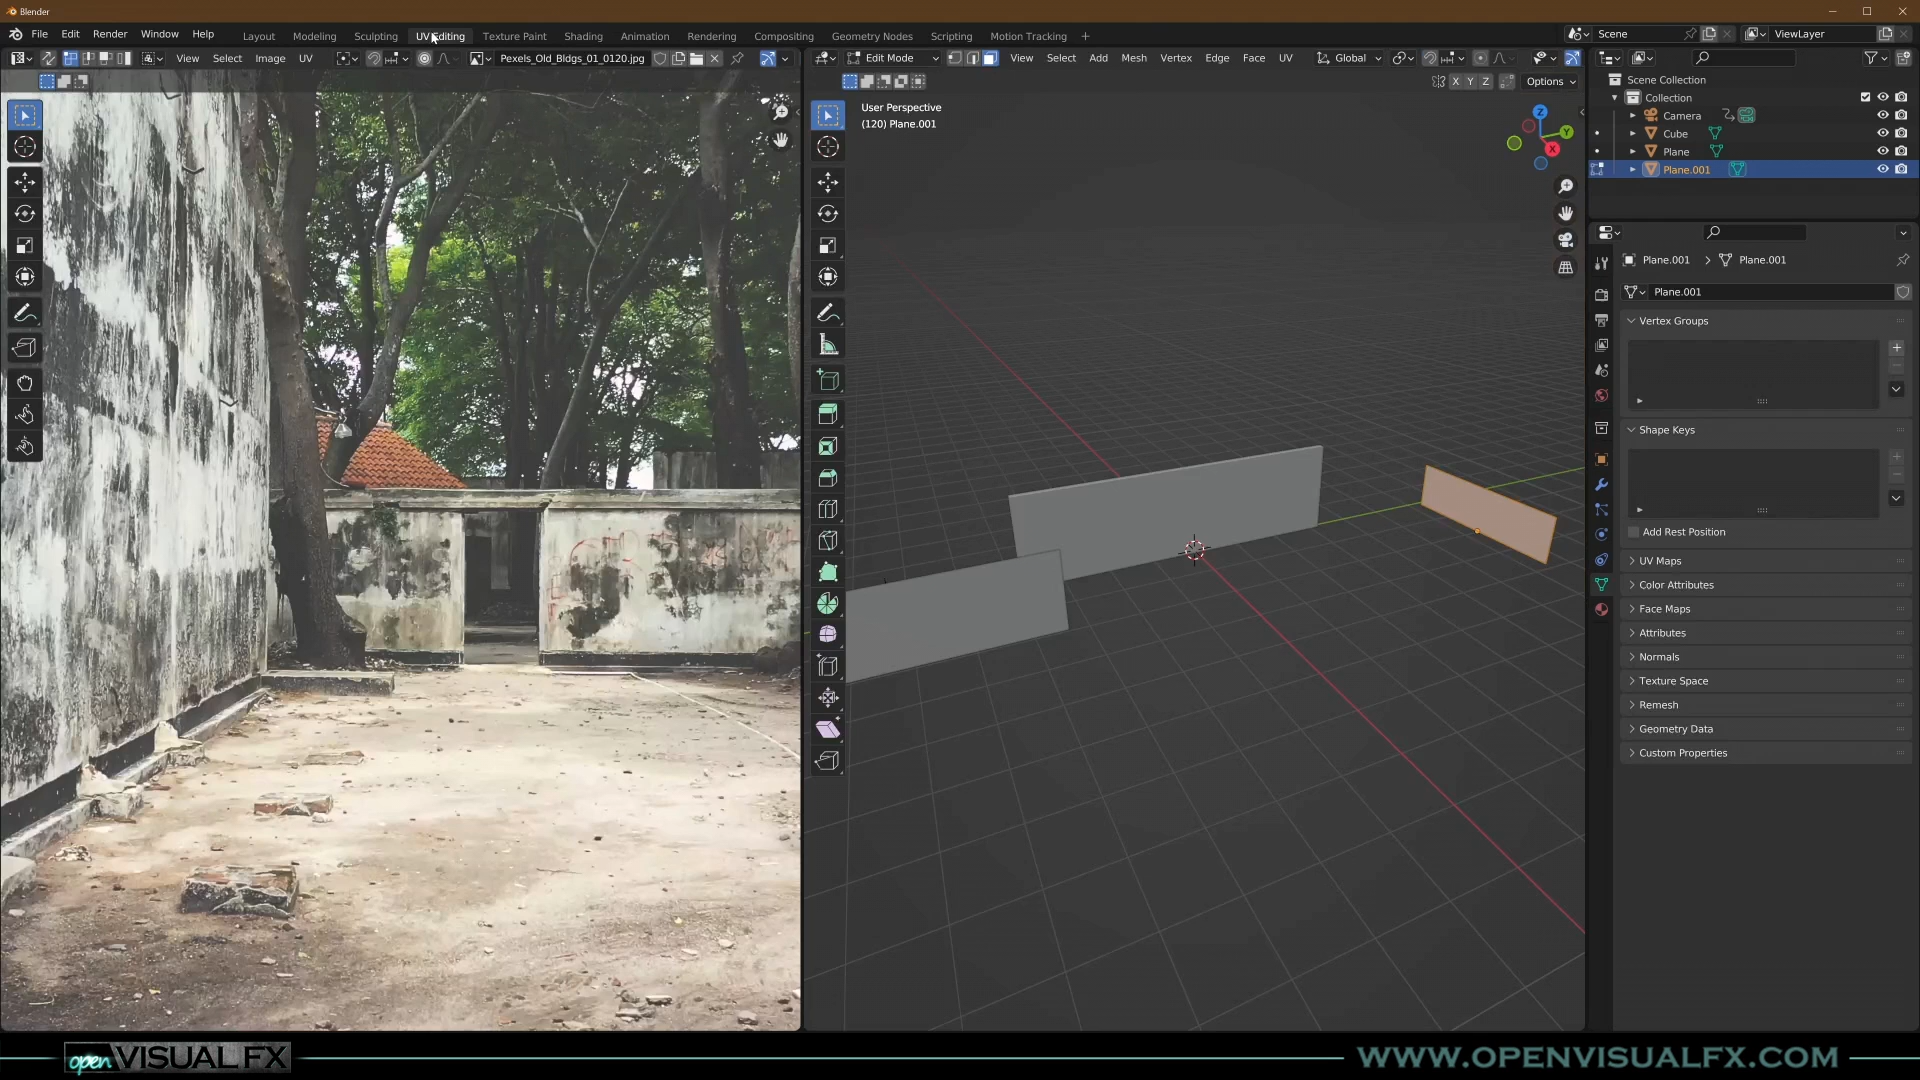 Blender
File Edit Render Window Help Layout Modeling Sculpting UV Editing Texture Paint Shading Animation Rendering Compositing Geometry Nodes Scripting Motion Tracking + Scene ViewLayer
View Select Image UV Pexels_Old_Bldgs_01_0120.jpg Edit Mode View Select Add Mesh Vertex Edge Face UV Global
X Y Z Options
User Perspective
(120) Plane.001
Z
Y
X
Scene Collection
Collection
Camera
Cube
Plane
Plane.001
Plane.001 > Plane.001
Plane.001
Vertex Groups
Shape Keys
Add Rest Position
UV Maps
Color Attributes
Face Maps
Attributes
Normals
Texture Space
Remesh
Geometry Data
Custom Properties
open VISUALFX
WWW.OPENVISUALFX.COM